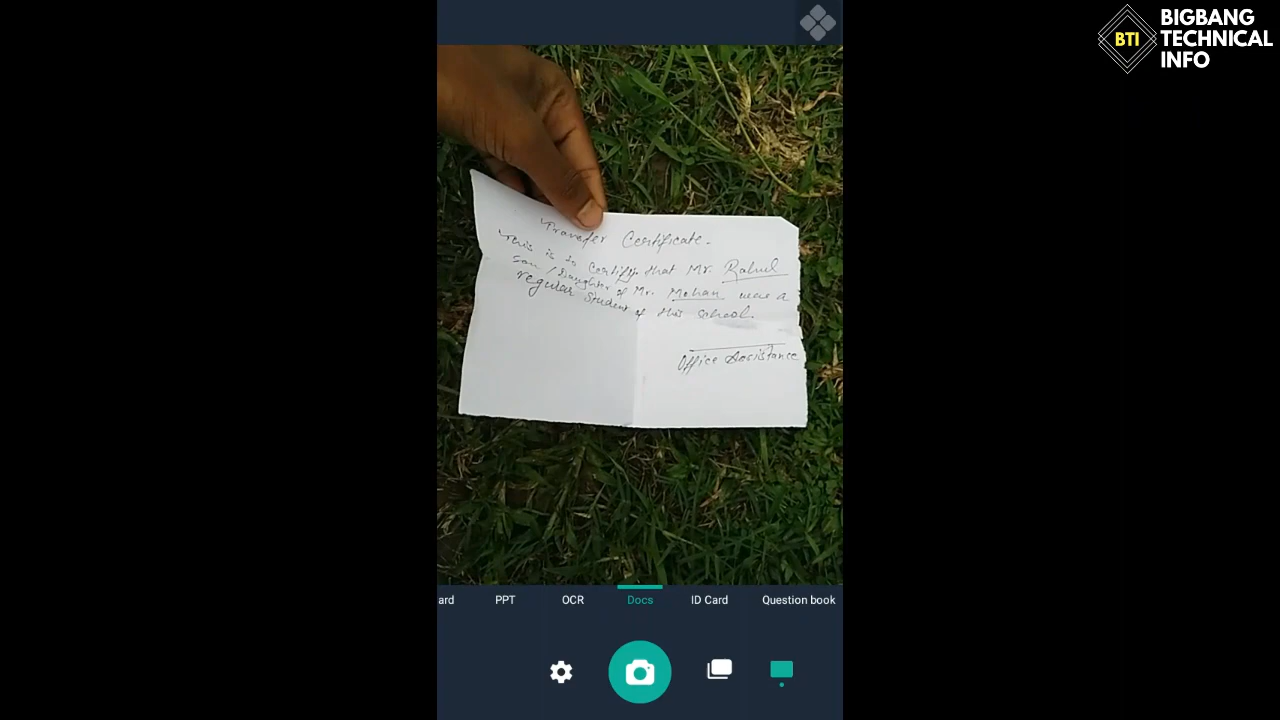 BTI
BIGBANG
TECHNICAL
INFO
Transfer Certificate.
This is to certify that Mr. Rahul
son / Daughter of Mr. Mohan were a
regular Student of this school.
Office Assistance
ard PPT OCR Docs ID Card Question book